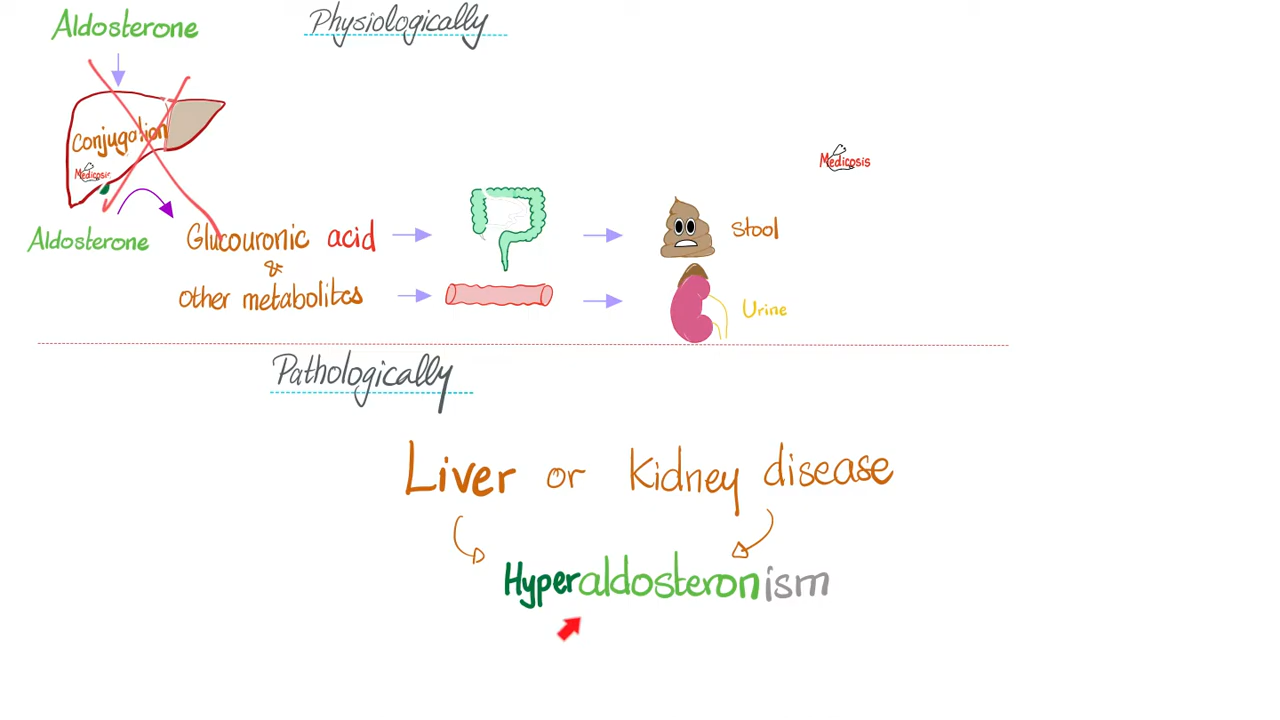 Aldosterone
Physiologically
Conjugation
Medicosis
Medicosis
Aldosterone
Glucouronic acid
&
other metabolites
Stool
Urine
Pathologically
Liver or Kidney disease
Hyperaldosteronism